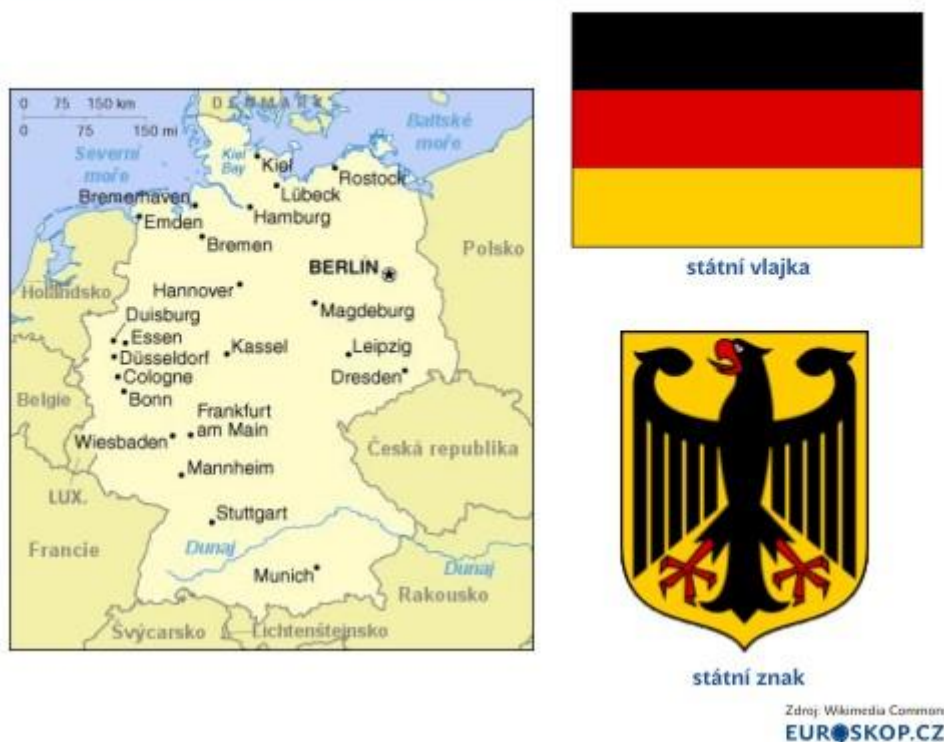 0 75 150 km
0 75 150 mi
DENMARK
Severní
moře
Baltské
moře
Kiel
Bay
Kiel
Rostock
Lübeck
Bremerhaven
Hamburg
Emden
Bremen
Polsko
BERLIN
Holandsko
Hannover
Magdeburg
Duisburg
Essen
Kassel
Leipzig
Düsseldorf
Dresden
Cologne
Belgie
Bonn
Frankfurt
am Main
Wiesbaden
Česká republika
Mannheim
LUX.
Stuttgart
Francie
Dunaj
Dunaj
Munich
Rakousko
Švýcarsko
Lichtenštejnsko
státní vlajka
státní znak
Zdroj: Wikimedia Common
EUROSKOP.CZ